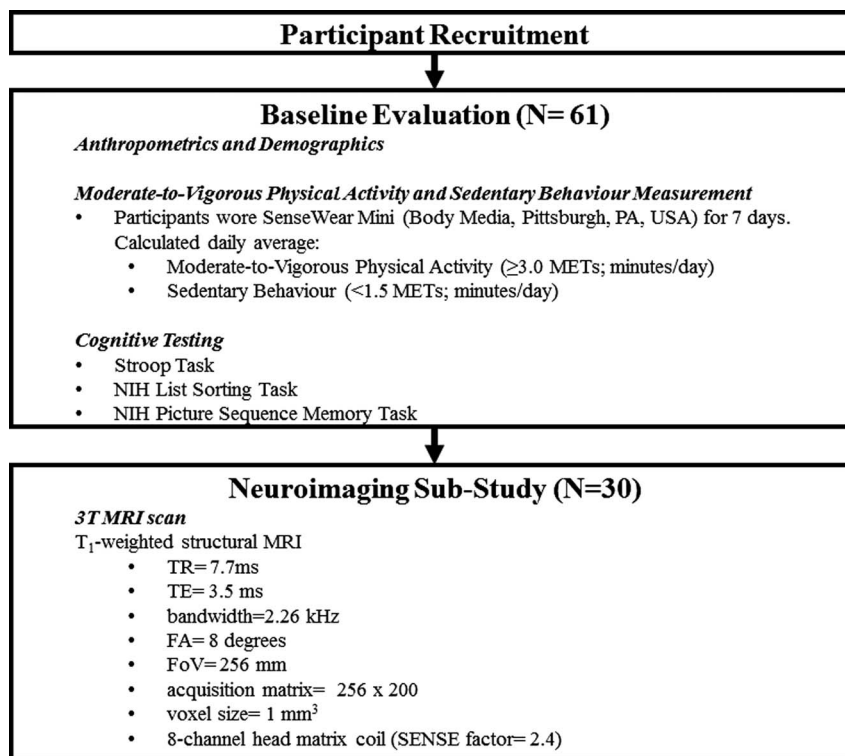 Participant Recruitment
Baseline Evaluation (N= 61)
Anthropometrics and Demographics
Moderate-to-Vigorous Physical Activity and Sedentary Behaviour Measurement
• Participants wore SenseWear Mini (Body Media, Pittsburgh, PA, USA) for 7 days.
Calculated daily average:
• Moderate-to-Vigorous Physical Activity (≥3.0 METs; minutes/day)
• Sedentary Behaviour (<1.5 METs; minutes/day)
Cognitive Testing
• Stroop Task
• NIH List Sorting Task
• NIH Picture Sequence Memory Task
Neuroimaging Sub-Study (N=30)
3T MRI scan
T₁-weighted structural MRI
• TR= 7.7ms
• TE= 3.5 ms
• bandwidth=2.26 kHz
• FA= 8 degrees
• FoV= 256 mm
• acquisition matrix= 256 x 200
• voxel size= 1 mm³
• 8-channel head matrix coil (SENSE factor= 2.4)